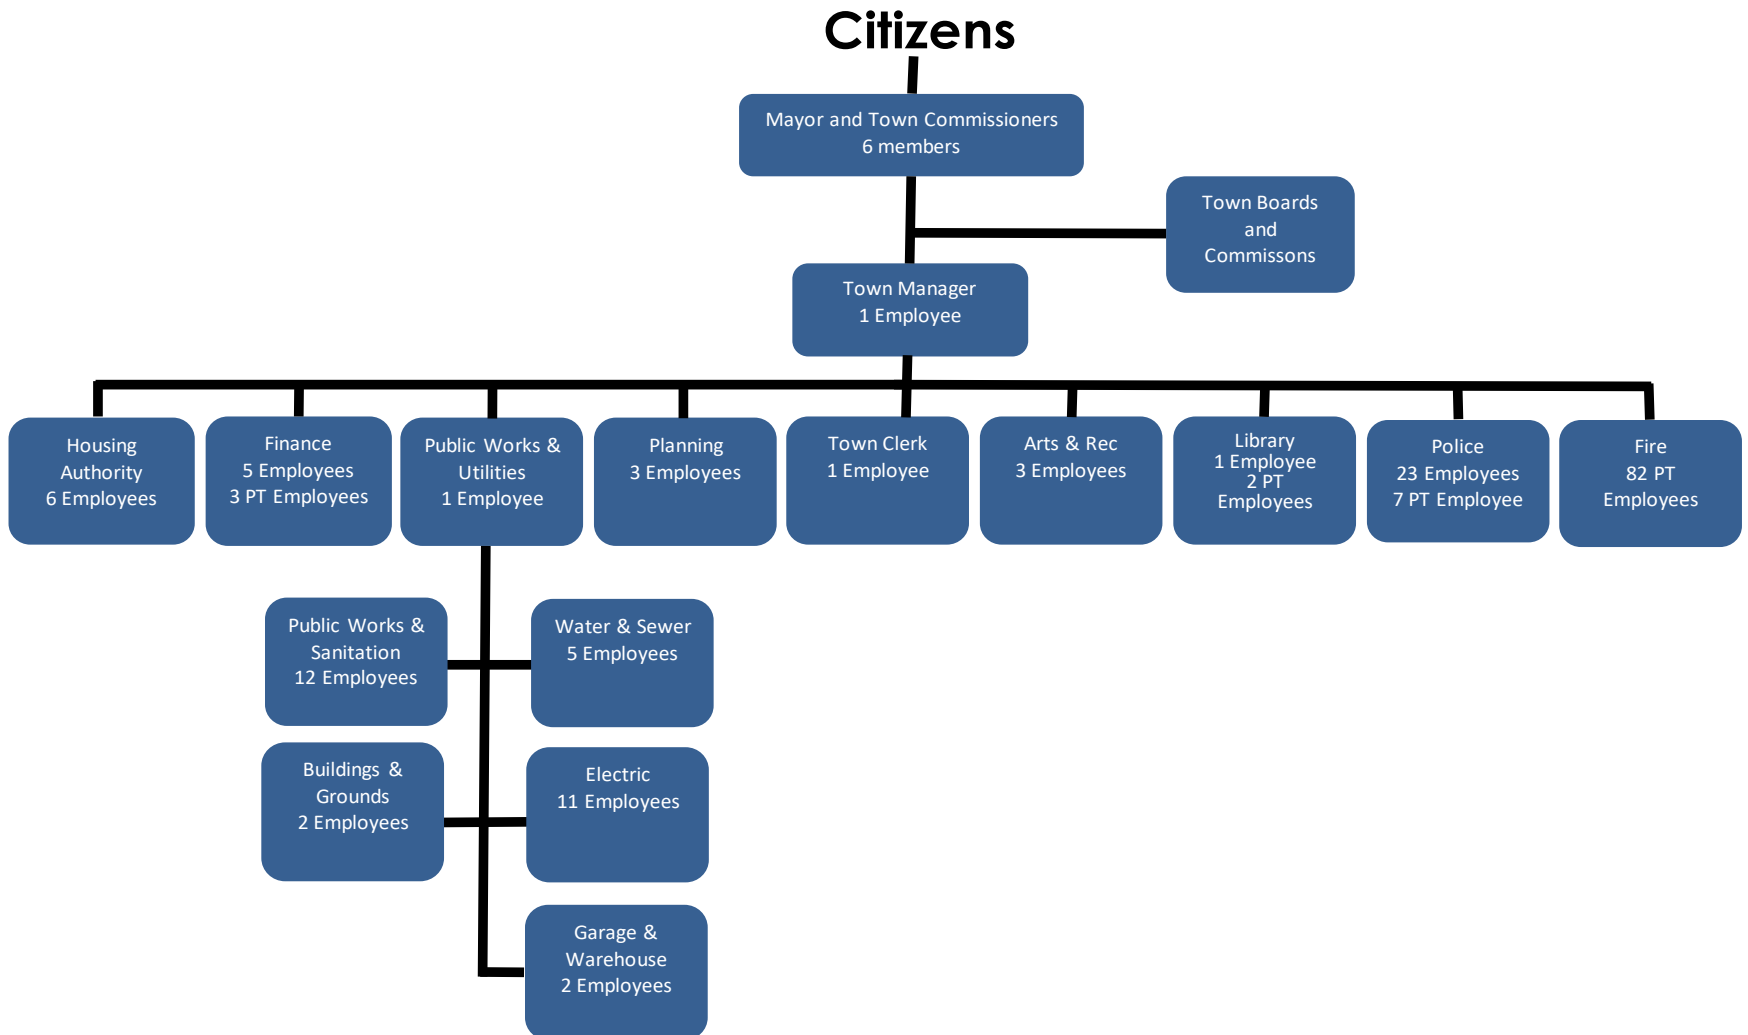 Citizens
Mayor and Town Commissioners
6 members
Town Boards
and
Commissons
Town Manager
1 Employee
Housing
Authority
6 Employees
Finance
5 Employees
3 PT Employees
Public Works &
Utilities
1 Employee
Planning
3 Employees
Town Clerk
1 Employee
Arts & Rec
3 Employees
Library
1 Employee
2 PT
Employees
Police
23 Employees
7 PT Employee
Fire
82 PT
Employees
Public Works &
Sanitation
12 Employees
Water & Sewer
5 Employees
Buildings &
Grounds
2 Employees
Electric
11 Employees
Garage &
Warehouse
2 Employees